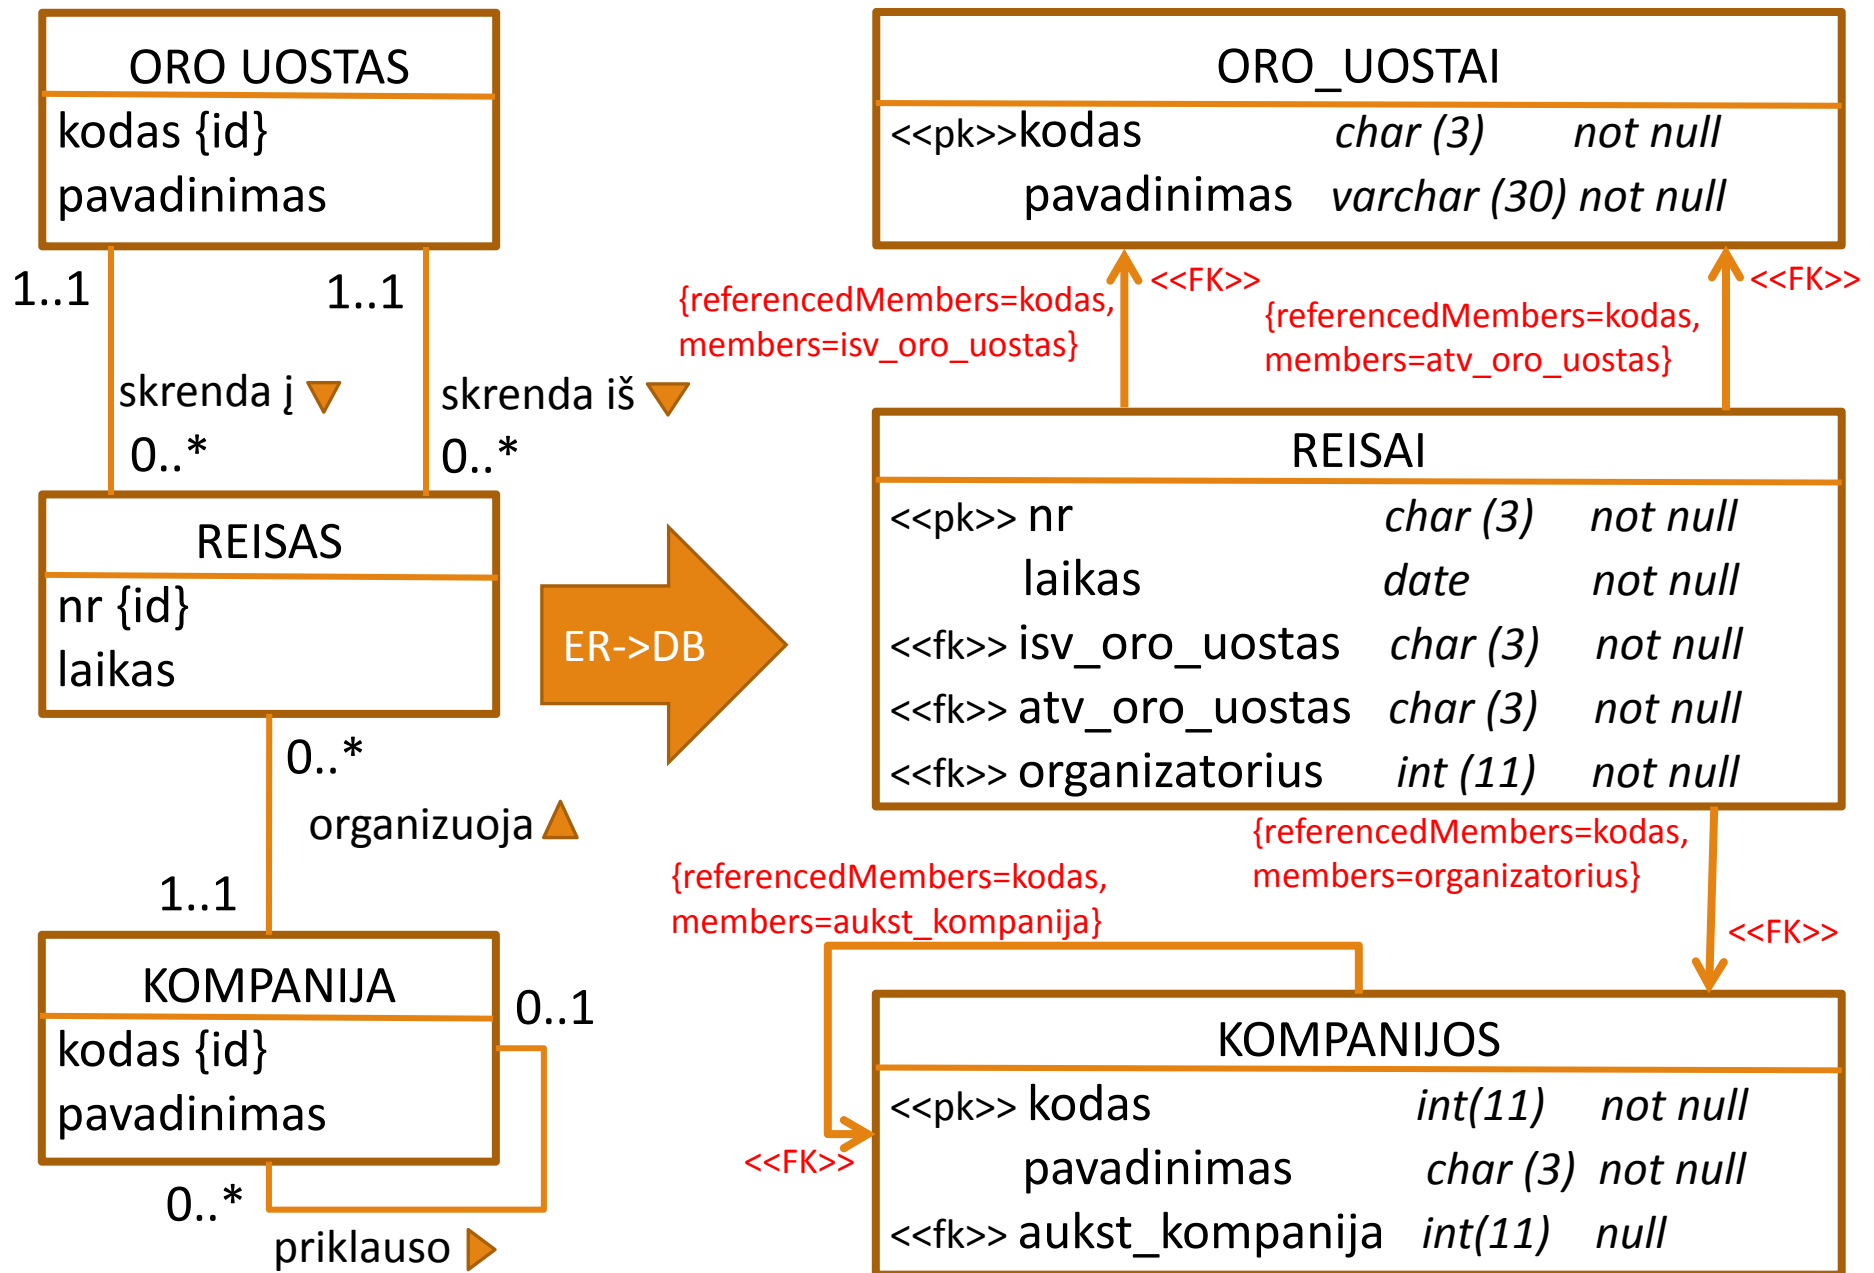 ORO UOSTAS
kodas {id}
pavadinimas
1..1
1..1
skrenda į
skrenda iš
0..*
0..*
REISAS
nr {id}
laikas
0..*
organizuoja
1..1
KOMPANIJA
kodas {id}
pavadinimas
0..1
0..*
priklauso
ER->DB
ORO_UOSTAI
<<pk>>kodas char (3) not null
pavadinimas varchar (30) not null
{referencedMembers=kodas,
members=isv_oro_uostas}
<<FK>>
{referencedMembers=kodas,
members=atv_oro_uostas}
<<FK>>
REISAI
<<pk>> nr char (3) not null
laikas date not null
<<fk>> isv_oro_uostas char (3) not null
<<fk>> atv_oro_uostas char (3) not null
<<fk>> organizatorius int (11) not null
{referencedMembers=kodas,
members=organizatorius}
<<FK>>
{referencedMembers=kodas,
members=aukst_kompanija}
<<FK>>
KOMPANIJOS
<<pk>> kodas int(11) not null
pavadinimas char (3) not null
<<fk>> aukst_kompanija int(11) null